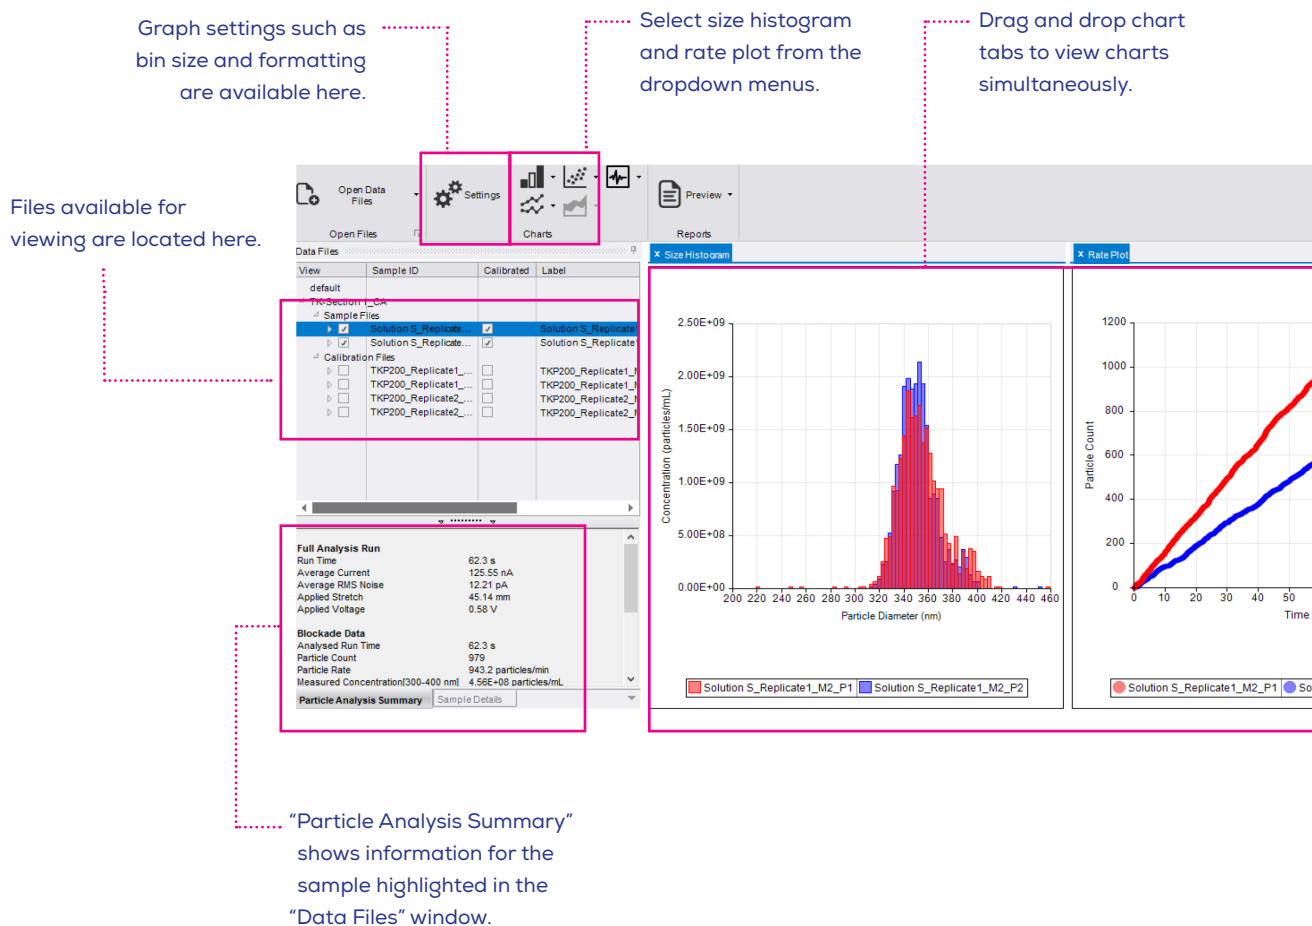 Graph settings such as
bin size and formatting
are available here.
Select size histogram
and rate plot from the
dropdown menus.
Drag and drop chart
tabs to view charts
simultaneously.
Files available for
viewing are located here.
Open Data
Files
Settings
Preview
Open Files
Charts
Reports
Data Files
x Size Histogram
x Rate Plot
View Sample ID Calibrated Label
default
TK-Section 1_CA
Sample Files
Solution S_Replicate... Solution S_Replicate1
Solution S_Replicate... Solution S_Replicate1
Calibration Files
TKP200_Replicate1_... TKP200_Replicate1_M
TKP200_Replicate1_... TKP200_Replicate1_M
TKP200_Replicate2_... TKP200_Replicate2_M
TKP200_Replicate2_... TKP200_Replicate2_M
Full Analysis Run
Run Time 62.3 s
Average Current 125.55 nA
Average RMS Noise 12.21 pA
Applied Stretch 45.14 mm
Applied Voltage 0.58 V
Blockade Data
Analysed Run Time 62.3 s
Particle Count 979
Particle Rate 943.2 particles/min
Measured Concentration[300-400 nm] 4.56E+08 particles/mL
Particle Analysis Summary Sample Details
Concentration (particles/mL)
2.50E+09
2.00E+09
1.50E+09
1.00E+09
5.00E+08
0.00E+00
200 220 240 260 280 300 320 340 360 380 400 420 440 460
Particle Diameter (nm)
Solution S_Replicate1_M2_P1 Solution S_Replicate1_M2_P2
Particle Count
1200
1000
800
600
400
200
0
0 10 20 30 40 50
Time
Solution S_Replicate1_M2_P1 So
"Particle Analysis Summary"
shows information for the
sample highlighted in the
"Data Files" window.